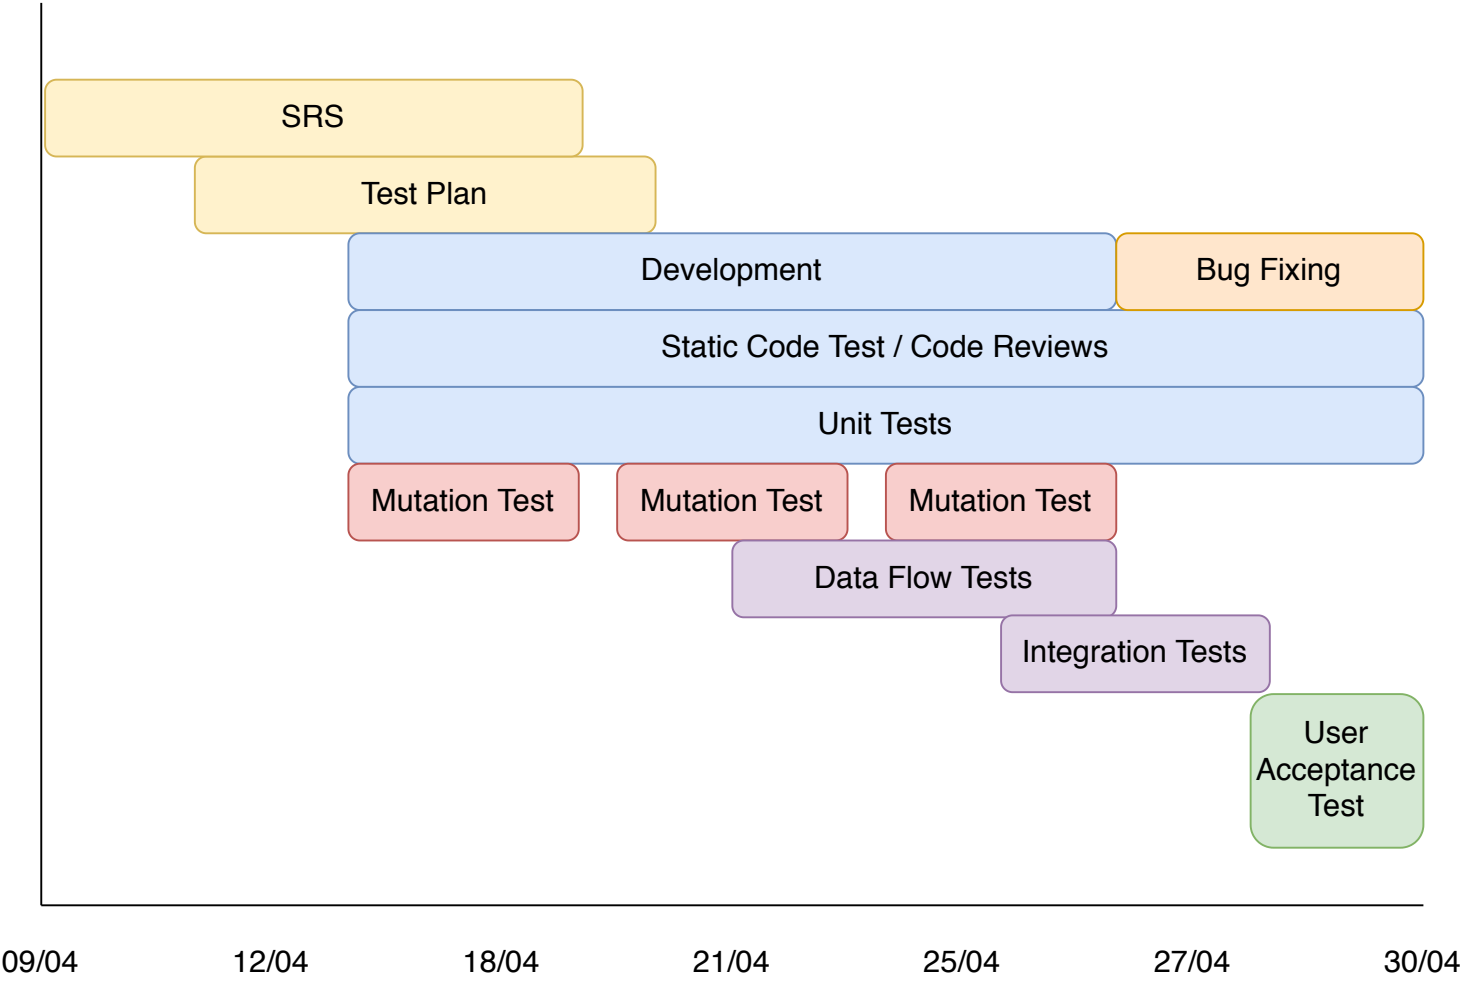 SRS
Test Plan
Development
Bug Fixing
Static Code Test / Code Reviews
Unit Tests
Mutation Test
Mutation Test
Mutation Test
Data Flow Tests
Integration Tests
User
Acceptance
Test
09/04
12/04
18/04
21/04
25/04
27/04
30/04